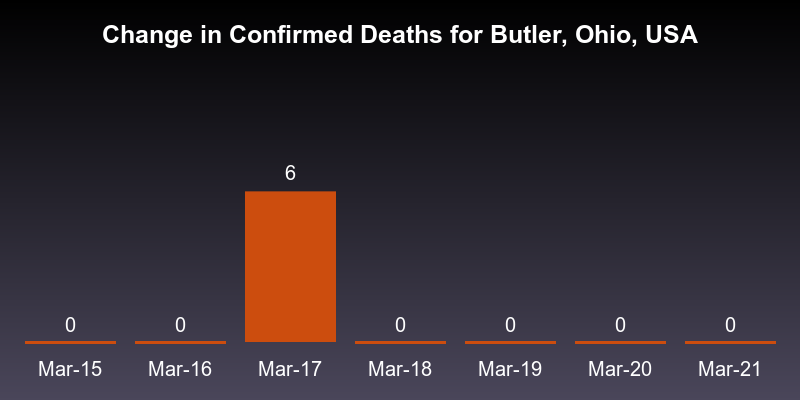 Change in Confirmed Deaths for Butler, Ohio, USA
6
0 0 0 0 0 0
Mar-15 Mar-16 Mar-17 Mar-18 Mar-19 Mar-20 Mar-21